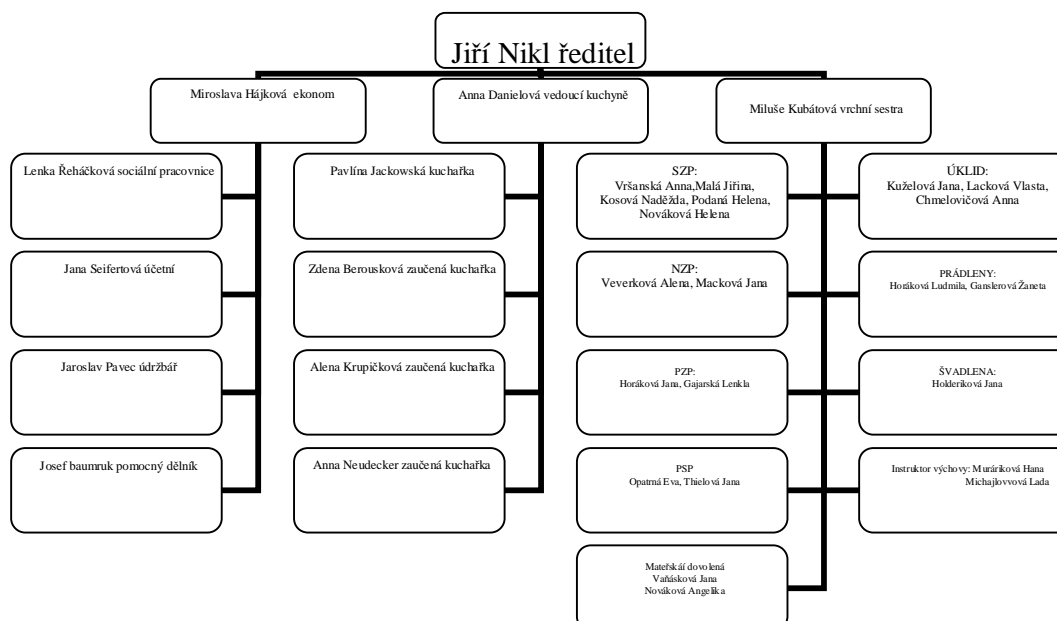 Jiří Nikl ředitel
Miroslava Hájková  ekonom
Anna Danielová vedoucí kuchyně
Miluše Kubátová vrchní sestra
Lenka Řeháčková sociální pracovnice
Jana Seifertová účetní
Jaroslav Pavec údržbář
Josef baumruk pomocný dělník
Pavlína Jackowská kuchařka
Zdena Berousková zaučená kuchařka
Alena Krupičková zaučená kuchařka
Anna Neudecker zaučená kuchařka
SZP:
Vršanská Anna,Malá Jiřina,
Kosová Naděžda, Podaná Helena,
Nováková Helena
NZP:
Veverková Alena, Macková Jana
PZP:
Horáková Jana, Gajarská Lenkla
PSP
Opatrná Eva, Thielová Jana
Mateřskáí dovolená
Vaňásková Jana
Nováková Angelika
ÚKLID:
Kuželová Jana, Lacková Vlasta,
Chmelovičová Anna
PRÁDLENY:
Horáková Ludmila, Ganslerová Žaneta
ŠVADLENA:
Holderiková Jana
Instruktor výchovy: Muráriková Hana
Michajlovvová Lada